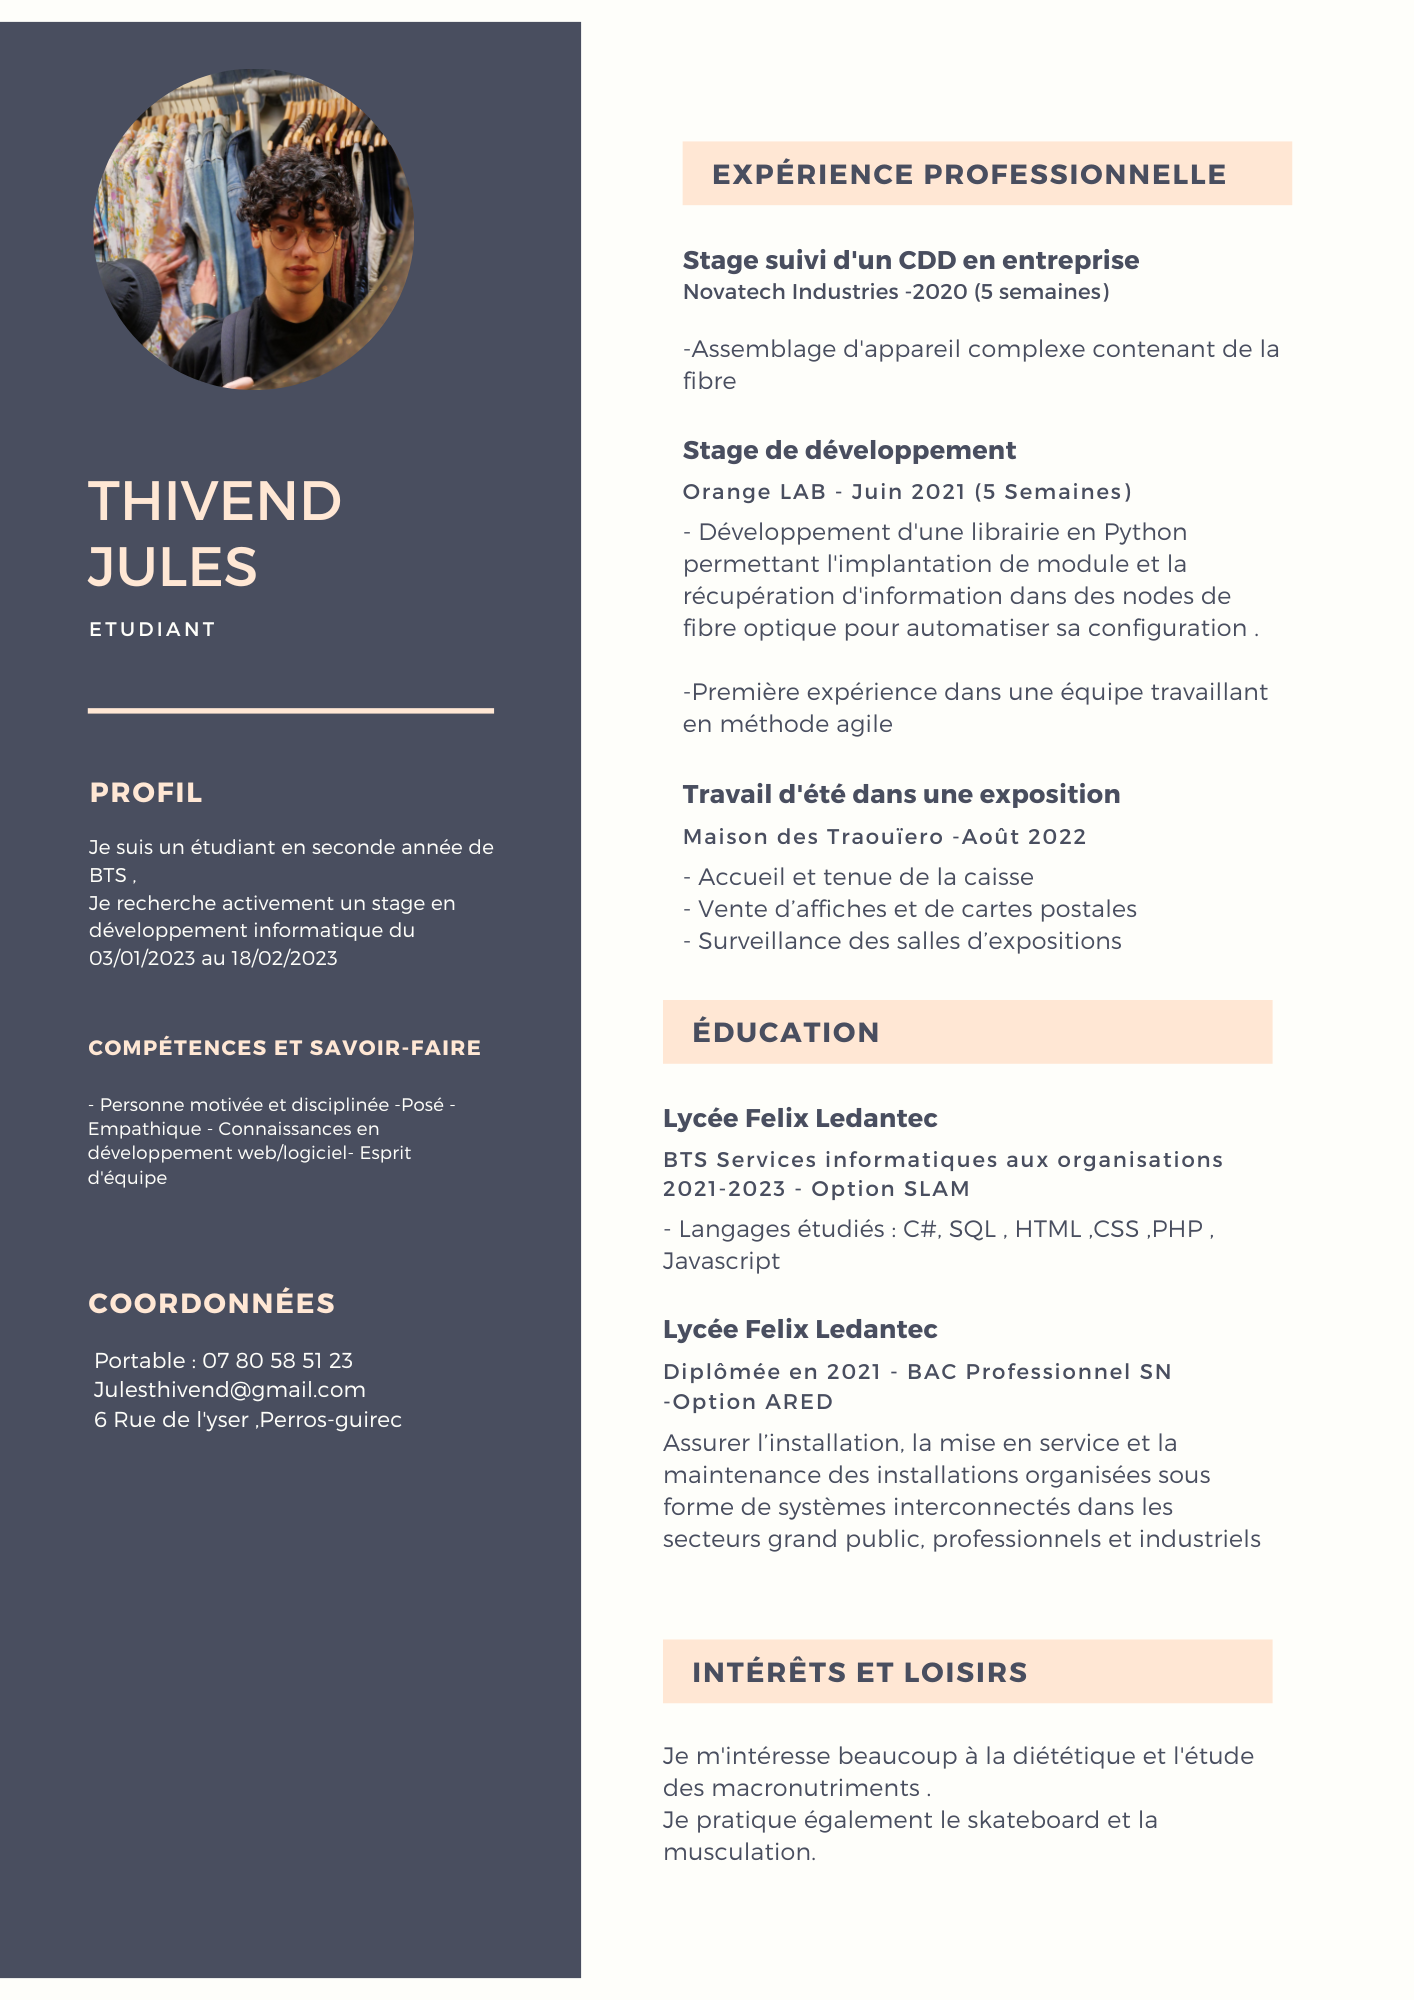 THIVEND
JULES
ETUDIANT
PROFIL
Je suis un étudiant en seconde année de
BTS ,
Je recherche activement un stage en
développement informatique du
03/01/2023 au 18/02/2023
COMPÉTENCES ET SAVOIR-FAIRE
- Personne motivée et disciplinée -Posé -
Empathique - Connaissances en
développement web/logiciel- Esprit
d'équipe
COORDONNÉES
Portable : 07 80 58 51 23
Julesthivend@gmail.com
6 Rue de l'yser ,Perros-guirec
EXPÉRIENCE PROFESSIONNELLE
Stage suivi d'un CDD en entreprise
Novatech Industries -2020 (5 semaines)
-Assemblage d'appareil complexe contenant de la
fibre
Stage de développement
Orange LAB - Juin 2021 (5 Semaines)
- Développement d'une librairie en Python
permettant l'implantation de module et la
récupération d'information dans des nodes de
fibre optique pour automatiser sa configuration .
-Première expérience dans une équipe travaillant
en méthode agile
Travail d'été dans une exposition
Maison des Traouïero -Août 2022
- Accueil et tenue de la caisse
- Vente d’affiches et de cartes postales
- Surveillance des salles d’expositions
ÉDUCATION
Lycée Felix Ledantec
BTS Services informatiques aux organisations
2021-2023 - Option SLAM
- Langages étudiés : C#, SQL , HTML ,CSS ,PHP ,
Javascript
Lycée Felix Ledantec
Diplômée en 2021 - BAC Professionnel SN
-Option ARED
Assurer l’installation, la mise en service et la
maintenance des installations organisées sous
forme de systèmes interconnectés dans les
secteurs grand public, professionnels et industriels
INTÉRÊTS ET LOISIRS
Je m'intéresse beaucoup à la diététique et l'étude
des macronutriments .
Je pratique également le skateboard et la
musculation.